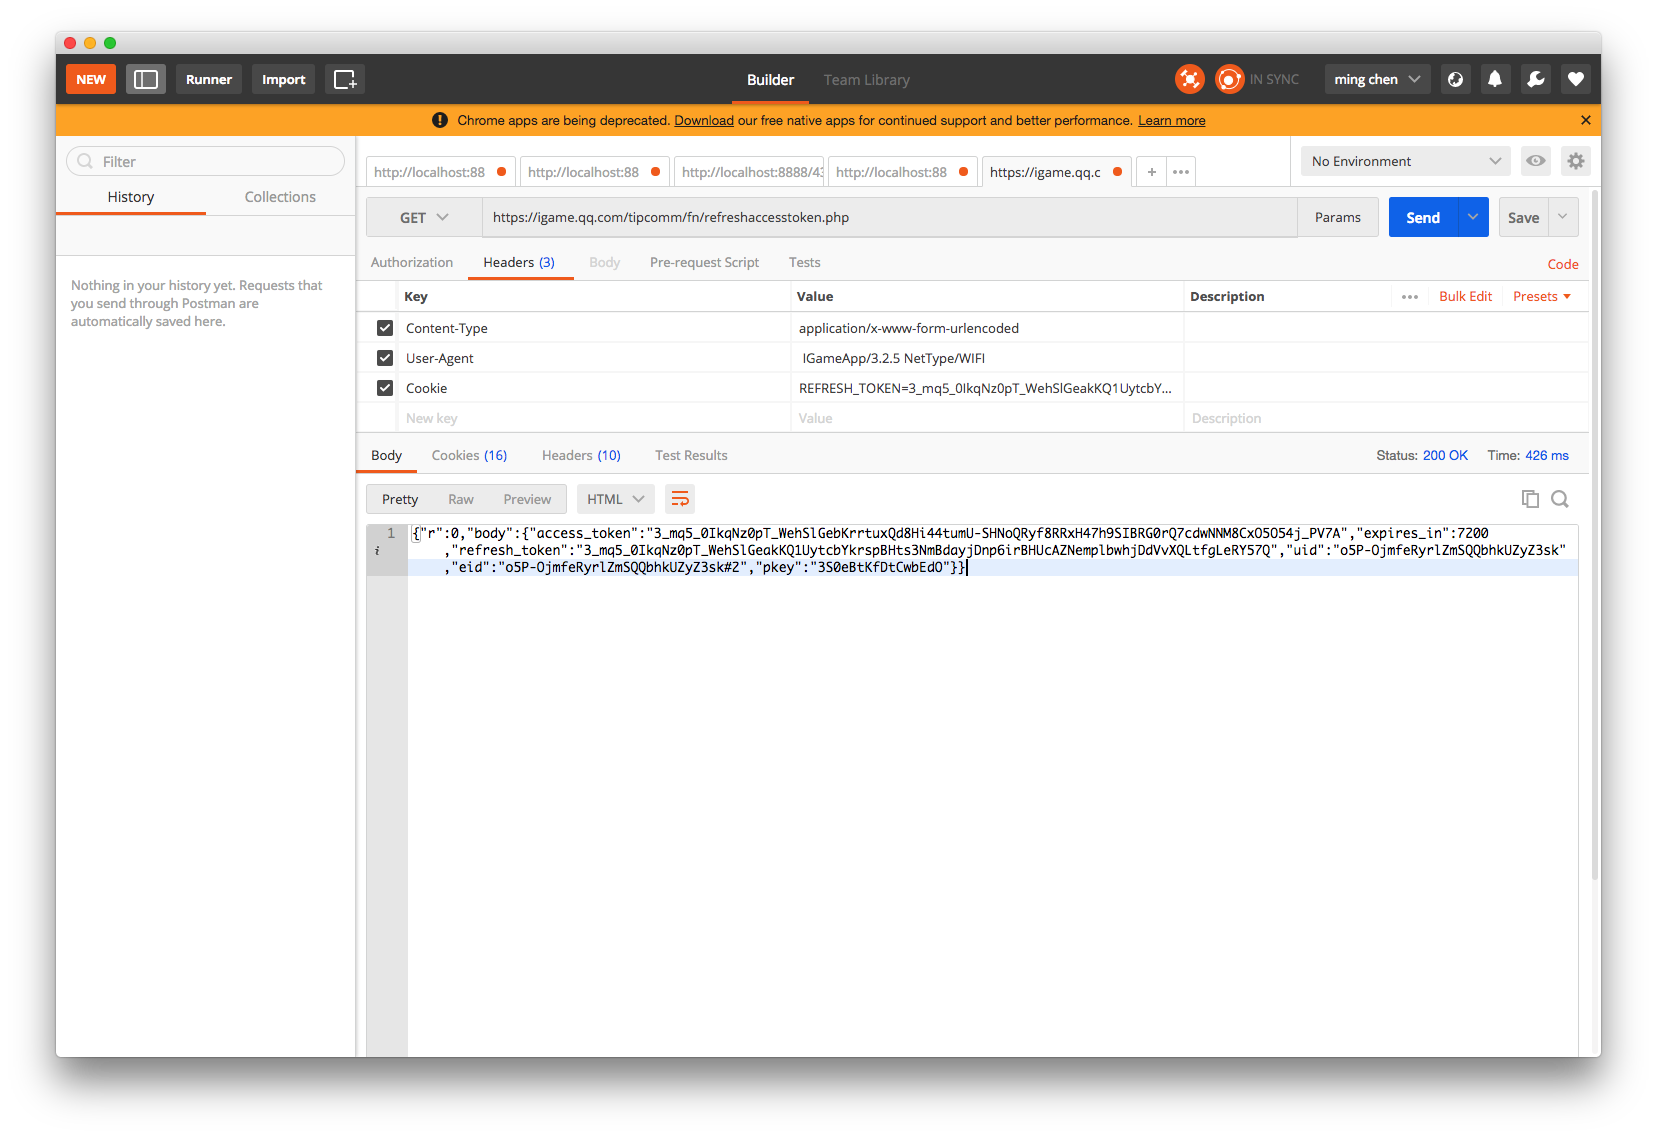 NEW
Runner
Import
Builder
Team Library
IN SYNC
ming chen
Chrome apps are being deprecated. Download our free native apps for continued support and better performance. Learn more
Filter
History
Collections
Nothing in your history yet. Requests that
you send through Postman are
automatically saved here.
http://localhost:88
http://localhost:88
http://localhost:8888/43
http://localhost:88
https://igame.qq.c
No Environment
GET
https://igame.qq.com/tipcomm/fn/refreshaccesstoken.php
Params
Send
Save
Authorization
Headers (3)
Body
Pre-request Script
Tests
Code
Key
Value
Description
Bulk Edit
Presets
Content-Type
application/x-www-form-urlencoded
User-Agent
IGameApp/3.2.5 NetType/WIFI
Cookie
REFRESH_TOKEN=3_mq5_0IkqNz0pT_WehSlGeakKQ1UytcbY...
New key
Value
Description
Body
Cookies (16)
Headers (10)
Test Results
Status: 200 OK
Time: 426 ms
Pretty
Raw
Preview
HTML
1
{"r":0,"body":{"access_token":"3_mq5_0IkqNz0pT_WehSlGebKrrtuxQd8Hi44tumU-SHNoQRyf8RRxH47h9SIBRG0rQ7cdwNNM8CxO5O54j_PV7A","expires_in":7200
,"refresh_token":"3_mq5_0IkqNz0pT_WehSlGeakKQ1UytcbYkrspBHts3NmBdayjDnp6irBHUcAZNemplbwhjDdVvXQLtfgLeRY57Q","uid":"o5P-OjmfeRyrlZmSQQbhkUZyZ3sk"
,"eid":"o5P-OjmfeRyrlZmSQQbhkUZyZ3sk#2","pkey":"3S0eBtKfDtCwbEdO"}}